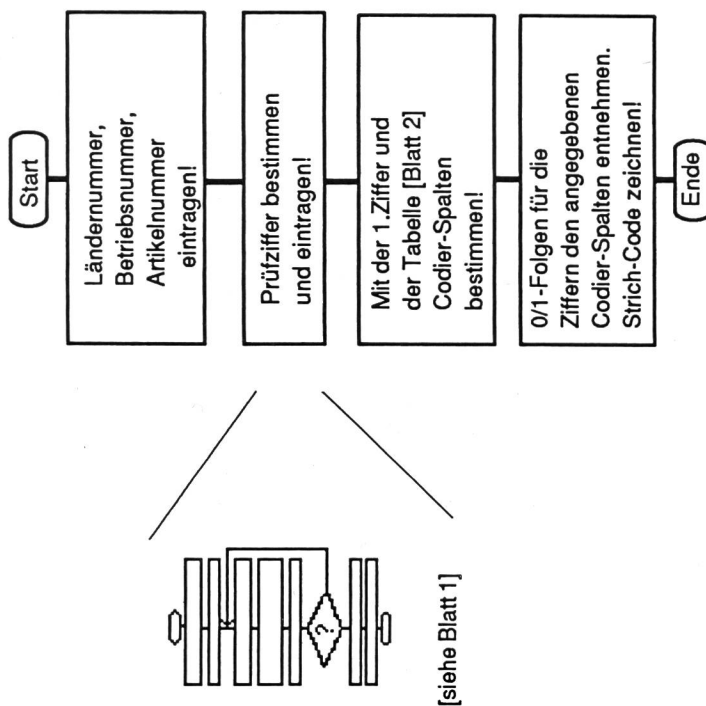 Start
Ländernummer,
Betriebsnummer,
Artikelnummer
eintragen!
Prüfziffer bestimmen
und eintragen!
Mit der 1.Ziffer und
der Tabelle [Blatt 2]
Codier-Spalten
bestimmen!
0/1-Folgen für die
Ziffern den angegebenen
Codier-Spalten entnehmen.
Strich-Code zeichnen!
Ende
?
[siehe Blatt 1]